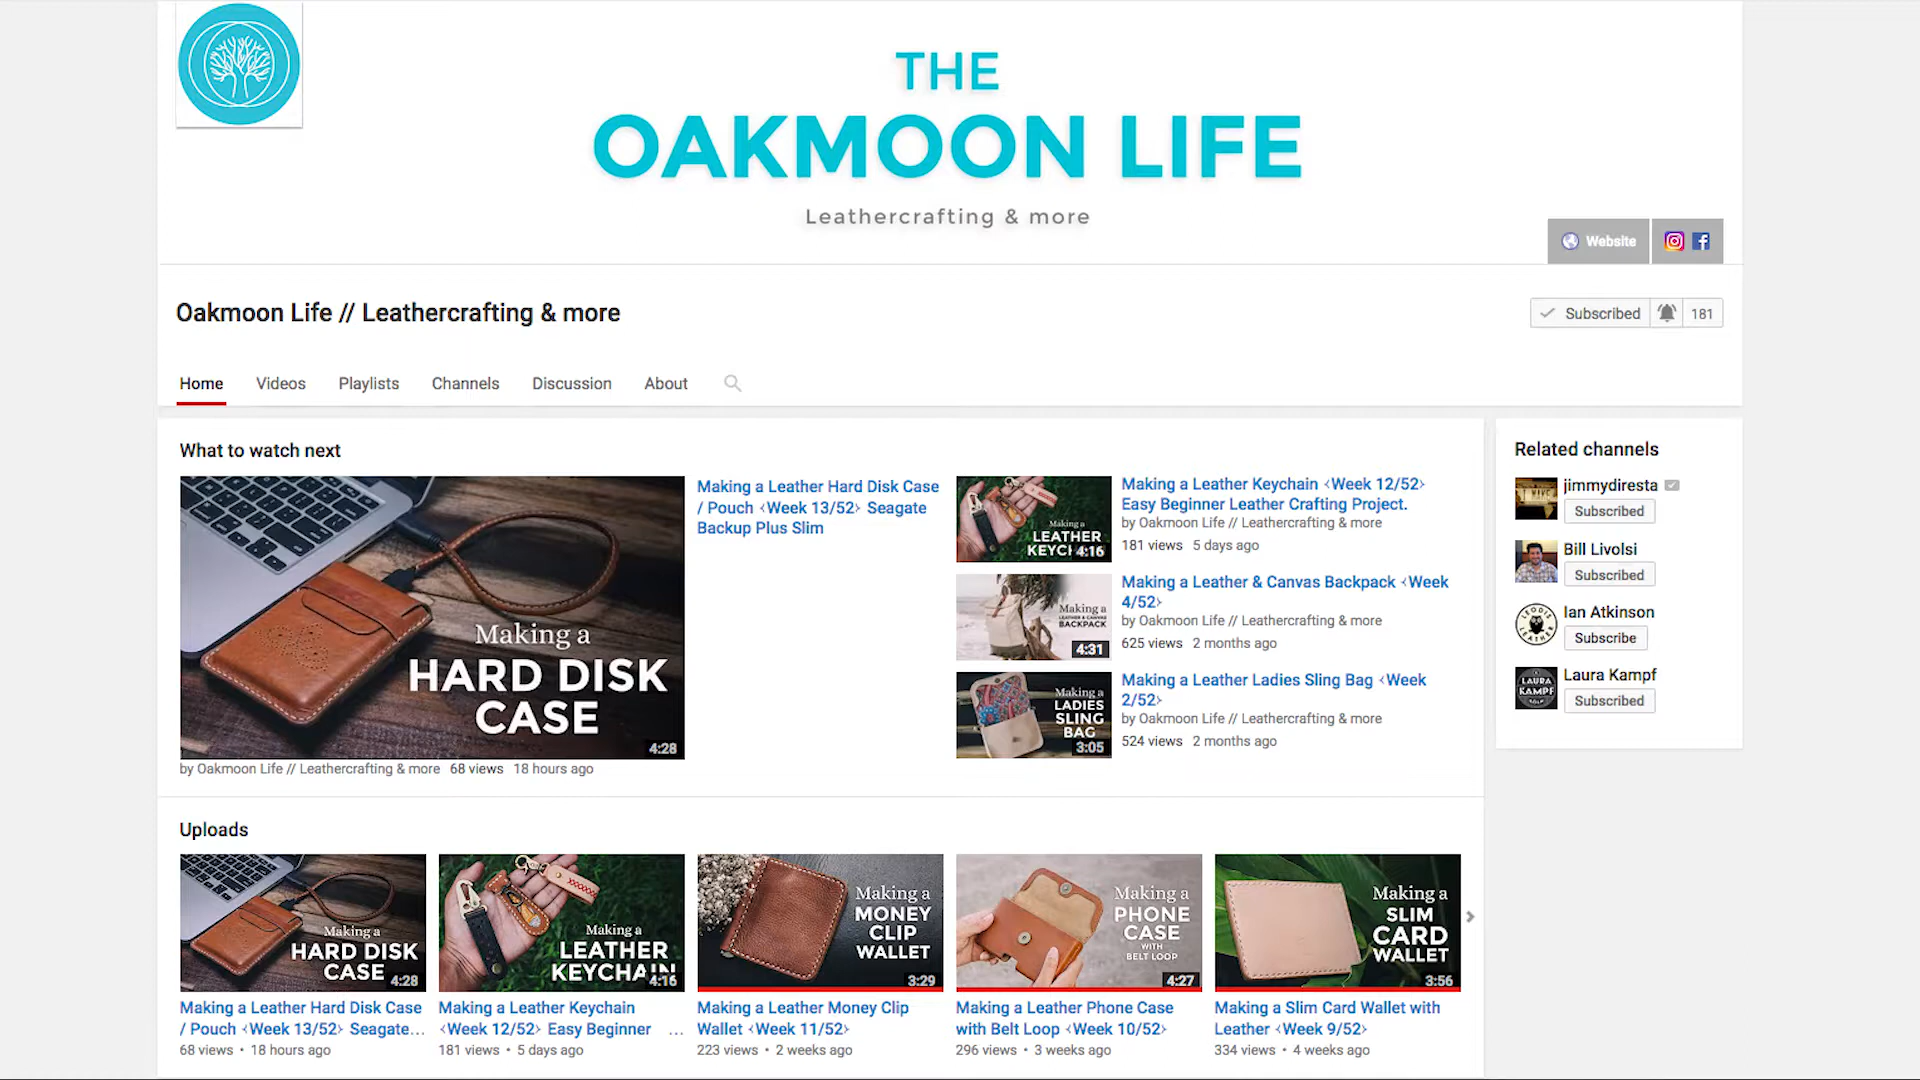 THE
OAKMOON LIFE
Leathercrafting & more
Website
Oakmoon Life // Leathercrafting & more
Subscribed
181
Home
Videos
Playlists
Channels
Discussion
About
What to watch next
Making a
HARD DISK
CASE
4:28
by Oakmoon Life // Leathercrafting & more 68 views 18 hours ago
Making a Leather Hard Disk Case
/ Pouch <Week 13/52> Seagate
Backup Plus Slim
Making a
LEATHER
4:16
Making a Leather Keychain <Week 12/52>
Easy Beginner Leather Crafting Project.
by Oakmoon Life // Leathercrafting & more
181 views 5 days ago
Making a
LEATHER & CANVAS
BACKPACK
4:31
Making a Leather & Canvas Backpack <Week
4/52>
by Oakmoon Life // Leathercrafting & more
625 views 2 months ago
Making a
LADIES
SLING
BAG
3:05
Making a Leather Ladies Sling Bag <Week
2/52>
by Oakmoon Life // Leathercrafting & more
524 views 2 months ago
Related channels
jimmydiresta
Subscribed
Bill Livolsi
Subscribed
LEODIS
LEATHER
Ian Atkinson
Subscribe
LAURA
KAMPF
Laura Kampf
Subscribed
Uploads
Making a
HARD DISK
CASE
4:28
Making a Leather Hard Disk Case
/ Pouch <Week 13/52> Seagate...
68 views • 18 hours ago
Making a
LEATHER
KEYCHAIN
4:16
Making a Leather Keychain
<Week 12/52> Easy Beginner ...
181 views • 5 days ago
Making a
MONEY
CLIP
WALLET
3:29
Making a Leather Money Clip
Wallet <Week 11/52>
223 views • 2 weeks ago
Making a
PHONE
CASE
WITH
BELT LOOP
4:27
Making a Leather Phone Case
with Belt Loop <Week 10/52>
296 views • 3 weeks ago
Making a
SLIM
CARD
WALLET
3:56
Making a Slim Card Wallet with
Leather <Week 9/52>
334 views • 4 weeks ago